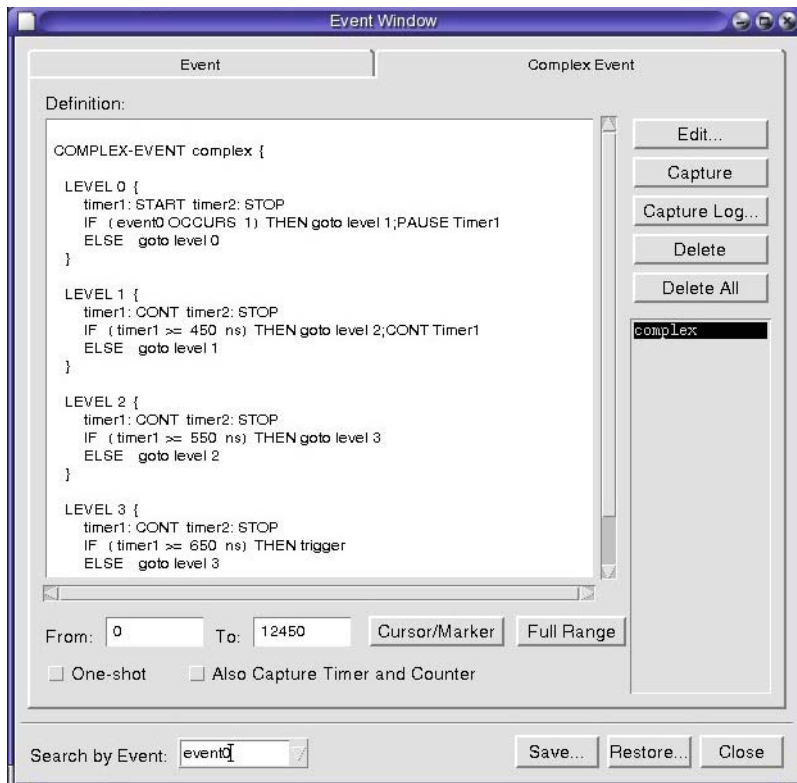 Event Window
Event
Complex Event
Definition:
COMPLEX-EVENT complex {
LEVEL 0 {
timer1: START timer2: STOP
IF ( event0 OCCURS 1) THEN goto level 1;PAUSE Timer1
ELSE goto level 0
}
LEVEL 1 {
timer1: CONT timer2: STOP
IF ( timer1 >= 450 ns) THEN goto level 2;CONT Timer1
ELSE goto level 1
}
LEVEL 2 {
timer1: CONT timer2: STOP
IF ( timer1 >= 550 ns) THEN goto level 3
ELSE goto level 2
}
LEVEL 3 {
timer1: CONT timer2: STOP
IF ( timer1 >= 650 ns) THEN trigger
ELSE goto level 3
Edit...
Capture
Capture Log...
Delete
Delete All
complex
From: 0 To: 12450 Cursor/Marker Full Range
One-shot Also Capture Timer and Counter
Search by Event: event0 Save... Restore... Close